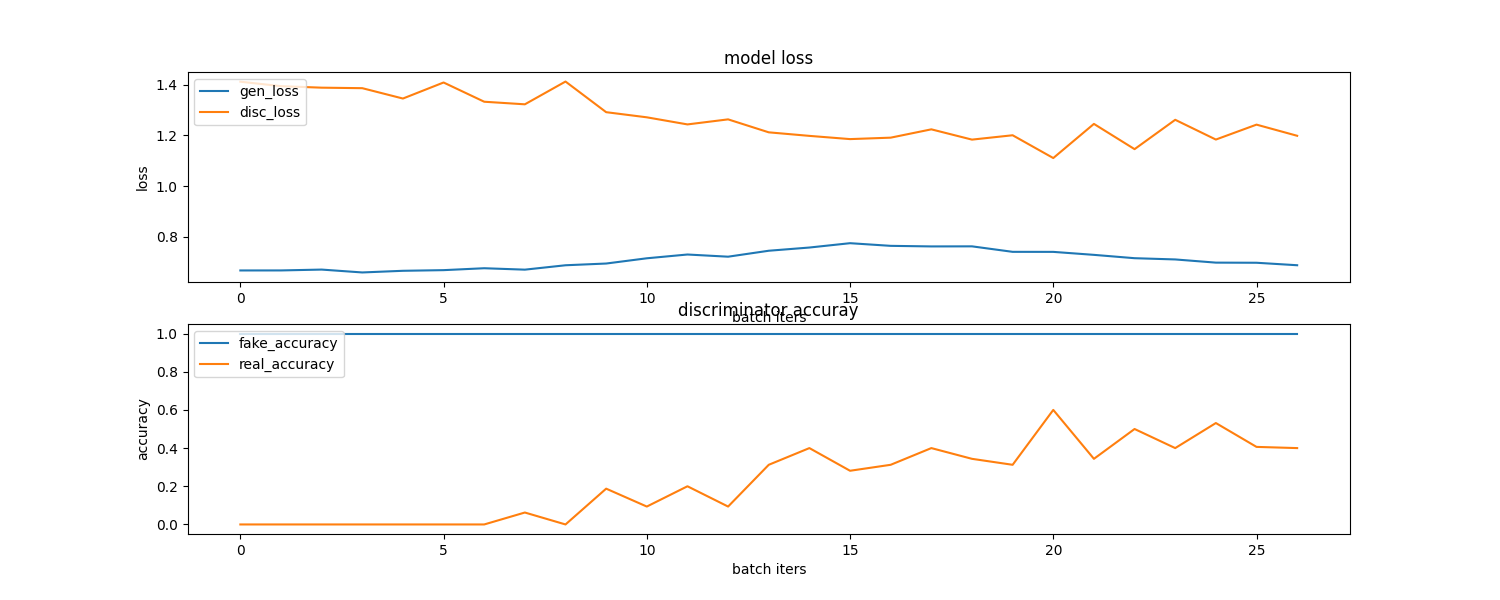 model loss
1.4
1.2
1.0
0.8
loss
gen_loss
disc_loss
0 5 10 15 20 25
batch iters
discriminator accuray
1.0
0.8
0.6
0.4
0.2
0.0
accuracy
fake_accuracy
real_accuracy
0 5 10 15 20 25
batch iters